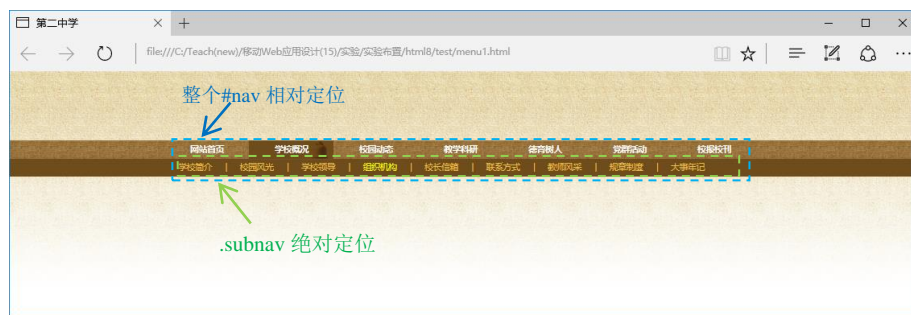 第二中学
file:///C:/Teach(new)/移动Web应用设计(15)/实验/实验布置/html8/test/menu1.html
整个#nav 相对定位
网站首页 学校概况 校园动态 教学科研 德育树人 党群活动 校报校刊
学校简介 | 校园风光 | 学校领导 | 组织机构 | 校长信箱 | 联系方式 | 教师风采 | 规章制度 | 大事年记
.subnav 绝对定位